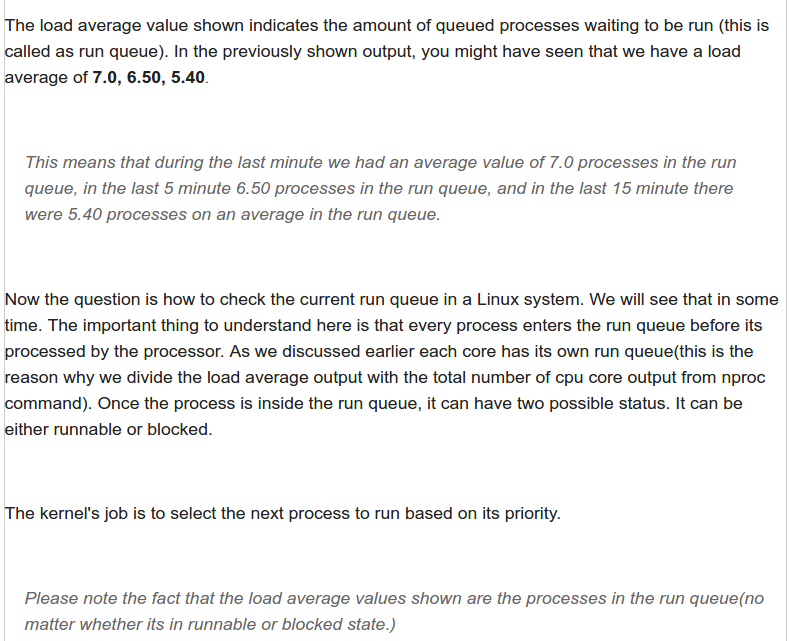 The load average value shown indicates the amount of queued processes waiting to be run (this is
called as run queue). In the previously shown output, you might have seen that we have a load
average of 7.0, 6.50, 5.40.
This means that during the last minute we had an average value of 7.0 processes in the run
queue, in the last 5 minute 6.50 processes in the run queue, and in the last 15 minute there
were 5.40 processes on an average in the run queue.
Now the question is how to check the current run queue in a Linux system. We will see that in some
time. The important thing to understand here is that every process enters the run queue before its
processed by the processor. As we discussed earlier each core has its own run queue(this is the
reason why we divide the load average output with the total number of cpu core output from nproc
command). Once the process is inside the run queue, it can have two possible status. It can be
either runnable or blocked.
The kernel's job is to select the next process to run based on its priority.
Please note the fact that the load average values shown are the processes in the run queue(no
matter whether its in runnable or blocked state.)